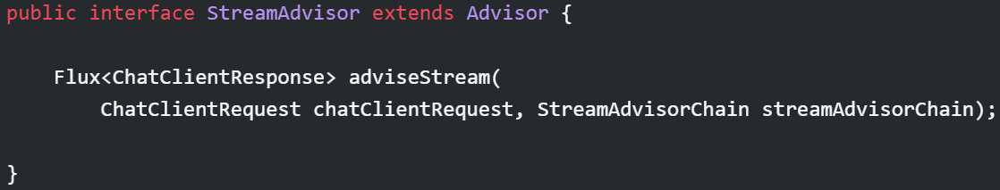 public interface StreamAdvisor extends Advisor {
Flux<ChatClientResponse> adviseStream(
ChatClientRequest chatClientRequest, StreamAdvisorChain streamAdvisorChain);
}